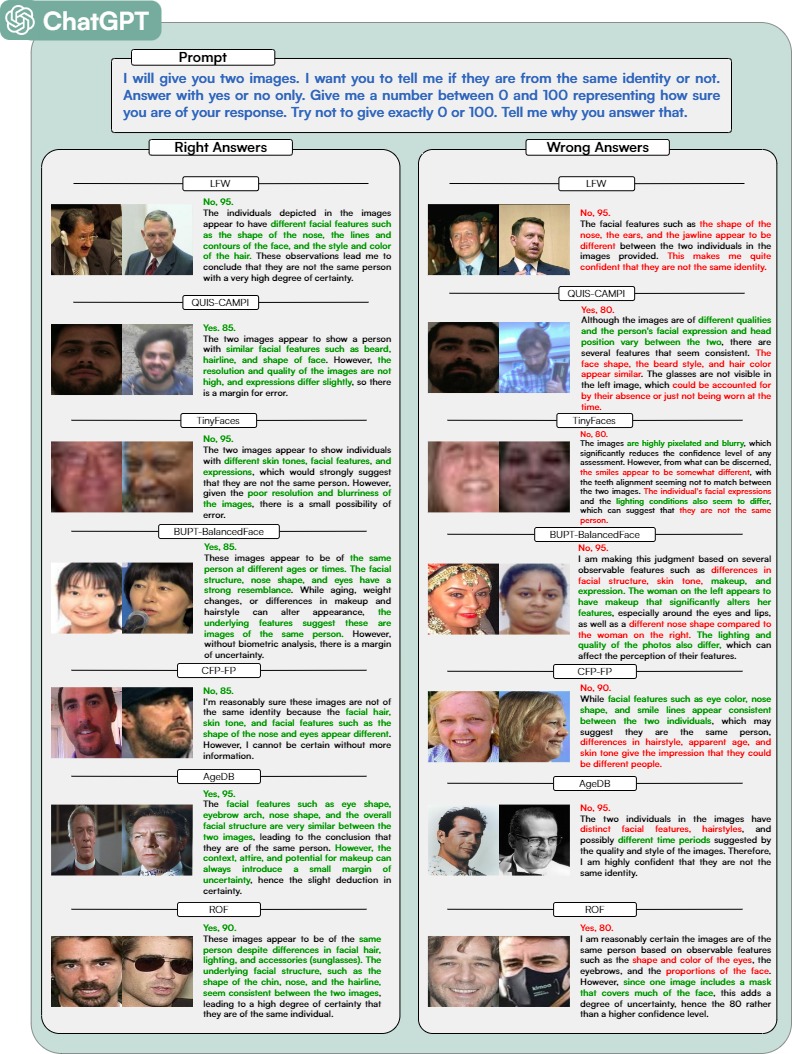 ChatGPT
Prompt
I will give you two images. I want you to tell me if they are from the same identity or not.
Answer with yes or no only. Give me a number between 0 and 100 representing how sure
you are of your response. Try not to give exactly 0 or 100. Tell me why you answer that.
Right Answers
LFW
No, 95.
The individuals depicted in the images
appear to have different facial features such
as the shape of the nose, the lines and
contours of the face, and the style and color
of the hair. These observations lead me to
conclude that they are not the same person
with a very high degree of certainty.
QUIS-CAMPI
Yes. 85.
The two images appear to show a person
with similar facial features such as beard,
hairline, and shape of face. However, the
resolution and quality of the images are not
high, and expressions differ slightly, so there
is a margin for error.
TinyFaces
No, 95.
The two images appear to show individuals
with different skin tones, facial features, and
expressions, which would strongly suggest
that they are not the same person. However,
given the poor resolution and blurriness of
the images, there is a small possibility of
error.
BUPT-BalancedFace
Yes, 85.
These images appear to be of the same
person at different ages or times. The facial
structure, nose shape, and eyes have a
strong resemblance. While aging, weight
changes, or differences in makeup and
hairstyle can alter appearance, the
underlying features suggest these are
images of the same person. However,
without biometric analysis, there is a margin
of uncertainty.
CFP-FP
No, 85.
I'm reasonably sure these images are not of
the same identity because the facial hair,
skin tone, and facial features such as the
shape of the nose and eyes appear different.
However, I cannot be certain without more
information.
AgeDB
Yes, 95.
The facial features such as eye shape,
eyebrow arch, nose shape, and the overall
facial structure are very similar between the
two images, leading to the conclusion that
they are of the same person. However, the
context, attire, and potential for makeup can
always introduce a small margin of
uncertainty, hence the slight deduction in
certainty.
ROF
Yes, 90.
These images appear to be of the same
person despite differences in facial hair,
lighting, and accessories (sunglasses). The
underlying facial structure, such as the
shape of the chin, nose, and the hairline,
seem consistent between the two images,
leading to a high degree of certainty that
they are of the same individual.
Wrong Answers
LFW
No, 95.
The facial features such as the shape of the
nose, the ears, and the jawline appear to be
different between the two individuals in the
images provided. This makes me quite
confident that they are not the same identity.
QUIS-CAMPI
Yes, 80.
Although the images are of different qualities
and the person's facial expression and head
position vary between the two, there are
several features that seem consistent. The
face shape, the beard style, and hair color
appear similar. The glasses are not visible in
the left image, which could be accounted for
by their absence or just not being worn at the
time.
TinyFaces
No, 80.
The images are highly pixelated and blurry, which
significantly reduces the confidence level of any
assessment. However, from what can be discerned,
the smiles appear to be somewhat different, with
the teeth alignment seeming not to match between
the two images. The individual's facial expressions
and the lighting conditions also seem to differ,
which can suggest that they are not the same
person.
BUPT-BalancedFace
No, 95.
I am making this judgment based on several
observable features such as differences in
facial structure, skin tone, makeup, and
expression. The woman on the left appears to
have makeup that significantly alters her
features, especially around the eyes and lips,
as well as a different nose shape compared to
the woman on the right. The lighting and
quality of the photos also differ, which can
affect the perception of their features.
CFP-FP
No, 90.
While facial features such as eye color, nose
shape, and smile lines appear consistent
between the two individuals, which may
suggest they are the same person,
differences in hairstyle, apparent age, and
skin tone give the impression that they could
be different people.
AgeDB
No, 95.
The two individuals in the images have
distinct facial features, hairstyles, and
possibly different time periods suggested by
the quality and style of the images. Therefore,
I am highly confident that they are not the
same identity.
ROF
Yes, 80.
I am reasonably certain the images are of the
same person based on observable features
such as the shape and color of the eyes, the
eyebrows, and the proportions of the face.
However, since one image includes a mask
that covers much of the face, this adds a
degree of uncertainty, hence the 80 rather
than a higher confidence level.